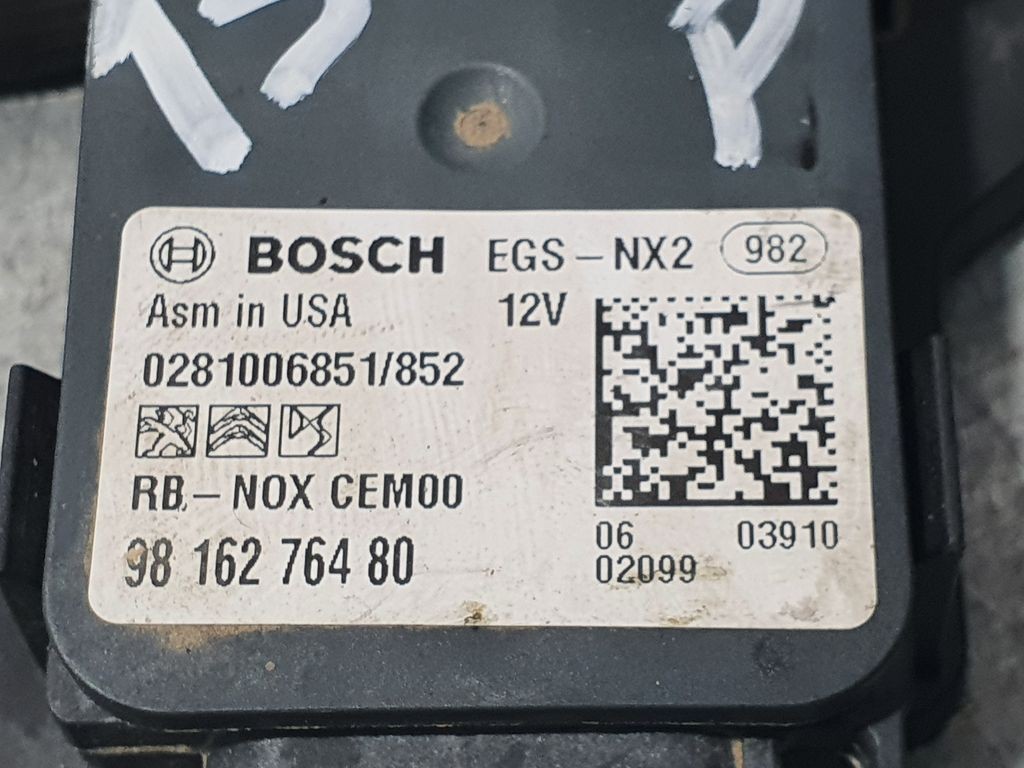 BOSCH EGS-NX2 982
Asm in USA 12V
0281006851/852
RB-NOX CEM00
98 162 764 80
06 03910
02099